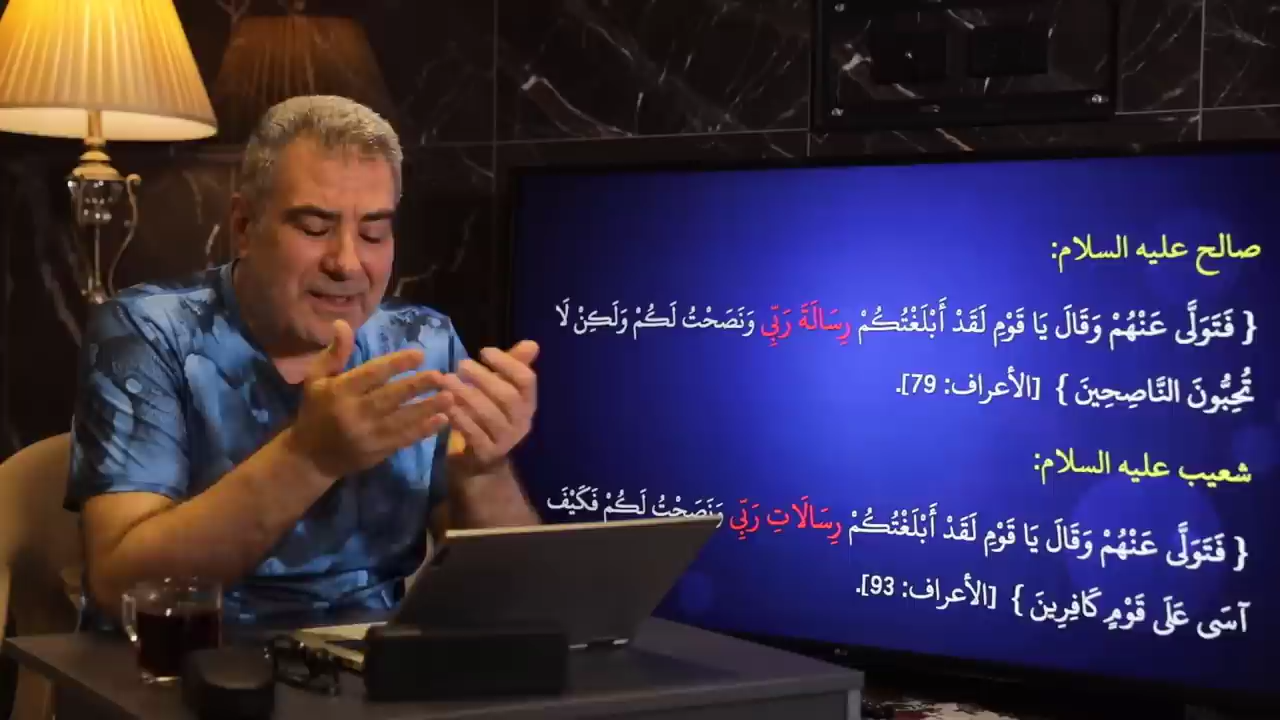 صالح عليه السلام:
{ فَتَوَلَّى عَنْهُمْ وَقَالَ يَا قَوْمِ لَقَدْ أَبْلَغْتُكُمْ رِسَالَةَ رَبِّي وَنَصَحْتُ لَكُمْ وَلَكِنْ لَا
تُحِبُّونَ النَّاصِحِينَ } [الأعراف: 79].
شعيب عليه السلام:
{ فَتَوَلَّى عَنْهُمْ وَقَالَ يَا قَوْمِ لَقَدْ أَبْلَغْتُكُمْ رِسَالَاتِ رَبِّي وَنَصَحْتُ لَكُمْ فَكَيْفَ
آسَى عَلَى قَوْمٍ كَافِرِينَ } [الأعراف: 93].